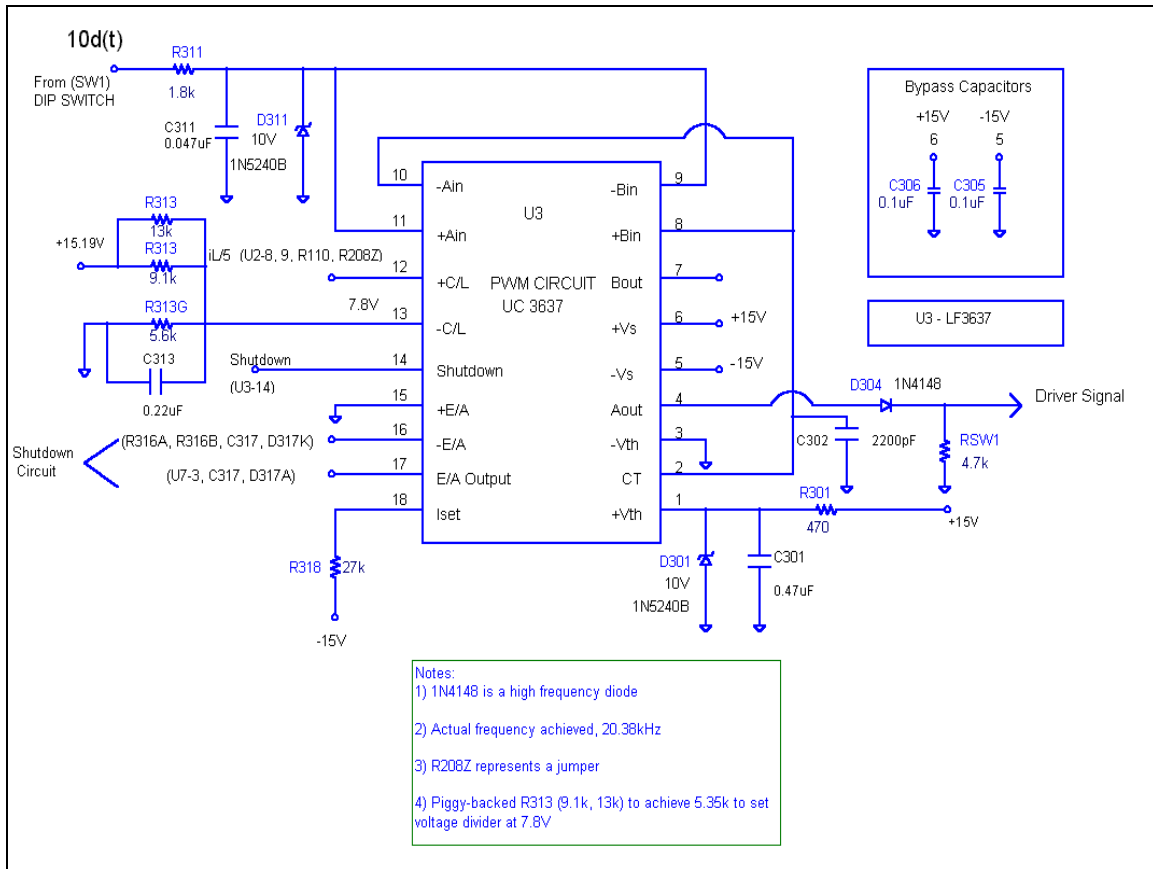 10d(t)
From (SW1)
DIP SWITCH
R311
1.8k
C311
0.047uF
D311
10V
1N5240B
R313
13k
+15.19V
R313
9.1k
iL/5 (U2-8, 9, R110, R208Z)
7.8V
R313G
5.6k
C313
0.22uF
Shutdown
(U3-14)
Shutdown
Circuit
(R316A, R316B, C317, D317K)
(U7-3, C317, D317A)
R318
27k
-15V
10
11
12
13
14
15
16
17
18
-Ain
+Ain
+C/L
-C/L
Shutdown
+E/A
-E/A
E/A Output
Iset
U3
PWM CIRCUIT
UC 3637
-Bin
+Bin
Bout
+Vs
-Vs
Aout
-Vth
CT
+Vth
9
8
7
6
5
4
3
2
1
+15V
-15V
D304
1N4148
Driver Signal
C302
2200pF
RSW1
4.7k
R301
470
+15V
D301
10V
1N5240B
C301
0.47uF
Bypass Capacitors
+15V
-15V
6
5
C306
0.1uF
C305
0.1uF
U3 - LF3637
Notes:
1) 1N4148 is a high frequency diode
2) Actual frequency achieved, 20.38kHz
3) R208Z represents a jumper
4) Piggy-backed R313 (9.1k, 13k) to achieve 5.35k to set
voltage divider at 7.8V